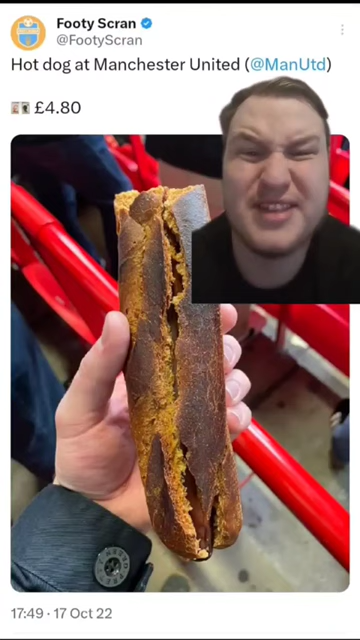 Footy Scran
@FootyScran
Hot dog at Manchester United (@ManUtd)
£4.80
17:49 · 17 Oct 22